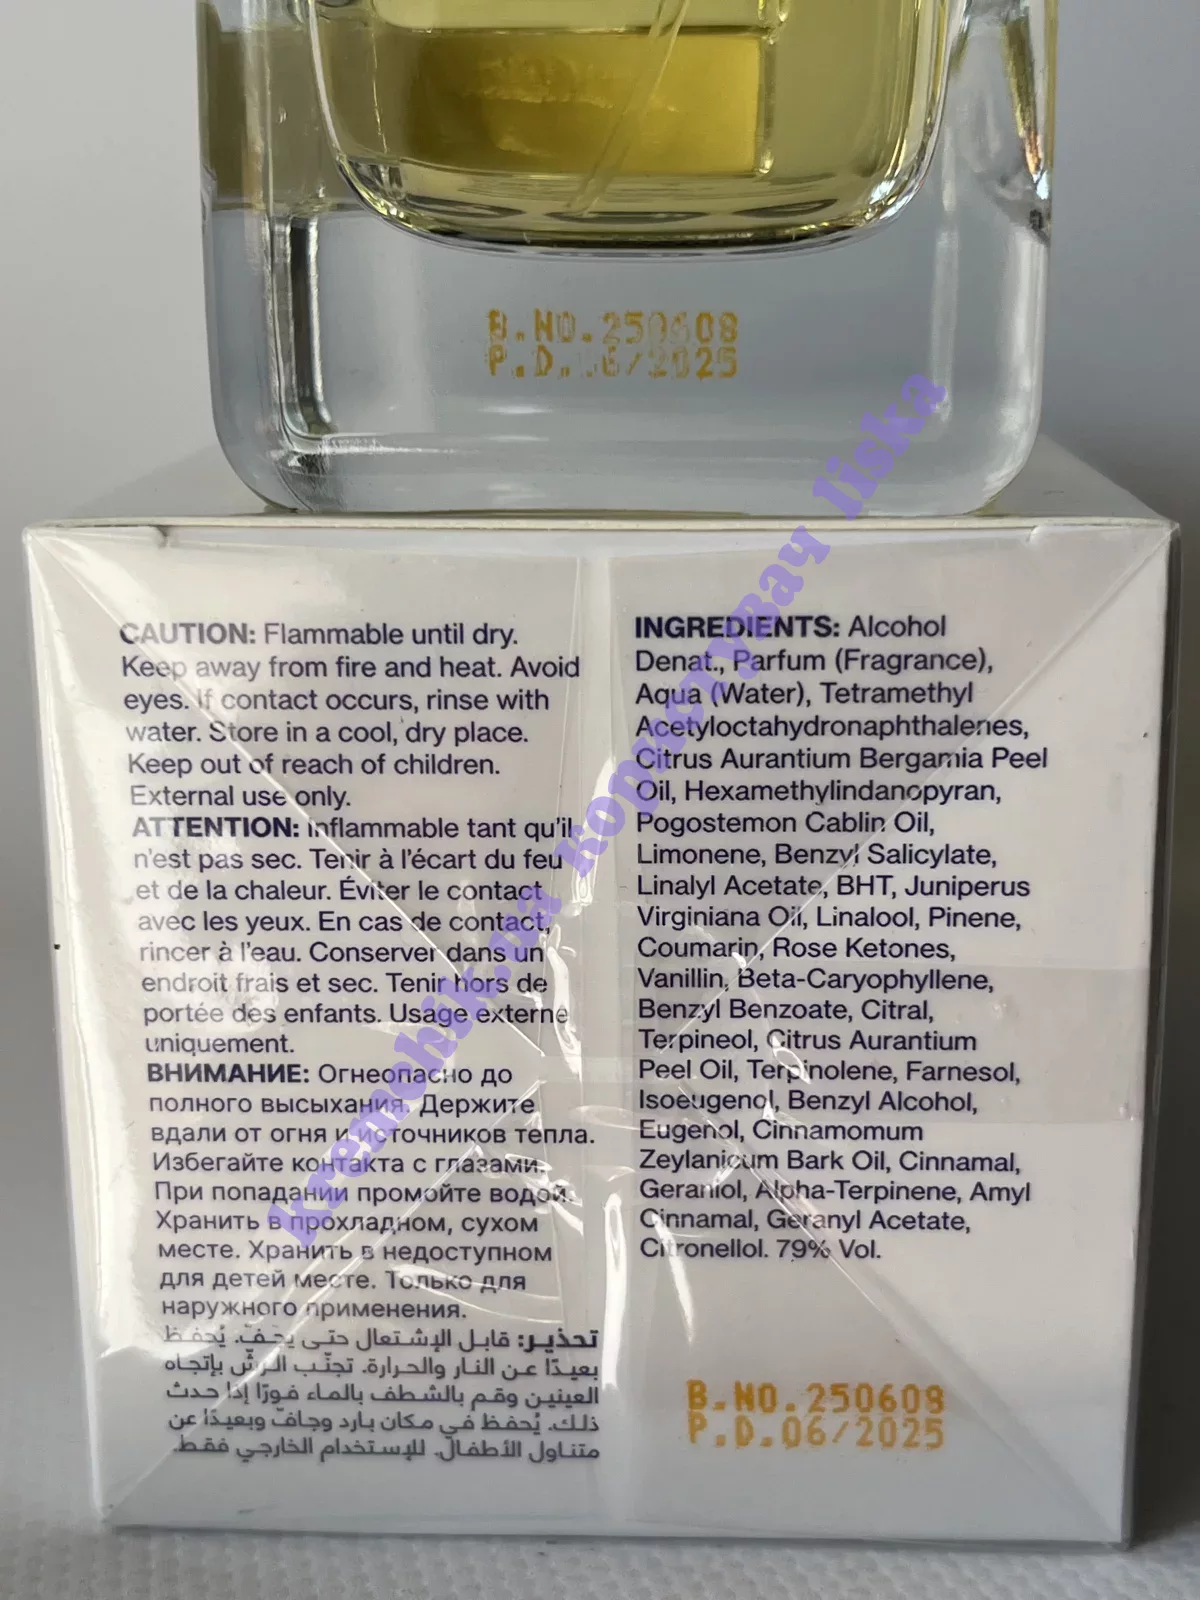 B.NO.250608
P.D.06/2025
CAUTION: Flammable until dry.
Keep away from fire and heat. Avoid
eyes. If contact occurs, rinse with
water. Store in a cool, dry place.
Keep out of reach of children.
External use only.
ATTENTION: Inflammable tant qu'il
n'est pas sec. Tenir à l'écart du feu
et de la chaleur. Éviter le contact
avec les yeux. En cas de contact,
rincer à l'eau. Conserver dans un
endroit frais et sec. Tenir hors de
portée des enfants. Usage externe
uniquement.
ВНИМАНИЕ: Огнеопасно до
полного высыхания. Держите
вдали от огня и источников тепла.
Избегайте контакта с глазами.
При попадании промойте водой.
Хранить в прохладном, сухом
месте. Хранить в недоступном
для детей месте. Только для
наружного применения.
تحذير: قابل الإشتعال حتى يجفّ. يُحفظ
بعيدًا عن النار والحرارة. تجنّب الرشّ بإتجاه
العينين وقم بالشطف بالماء فورًا إذا حدث
ذلك. يُحفظ في مكان بارد وجافّ وبعيدًا عن
متناول الأطفال. للإستخدام الخارجي فقط.
INGREDIENTS: Alcohol
Denat., Parfum (Fragrance),
Aqua (Water), Tetramethyl
Acetyloctahydronaphthalenes,
Citrus Aurantium Bergamia Peel
Oil, Hexamethylindanopyran,
Pogostemon Cablin Oil,
Limonene, Benzyl Salicylate,
Linalyl Acetate, BHT, Juniperus
Virginiana Oil, Linalool, Pinene,
Coumarin, Rose Ketones,
Vanillin, Beta-Caryophyllene,
Benzyl Benzoate, Citral,
Terpineol, Citrus Aurantium
Peel Oil, Terpinolene, Farnesol,
Isoeugenol, Benzyl Alcohol,
Eugenol, Cinnamomum
Zeylanicum Bark Oil, Cinnamal,
Geraniol, Alpha-Terpinene, Amyl
Cinnamal, Geranyl Acetate,
Citronellol. 79% Vol.
B.NO.250608
P.D.06/2025
kremohik.ua користувач liska